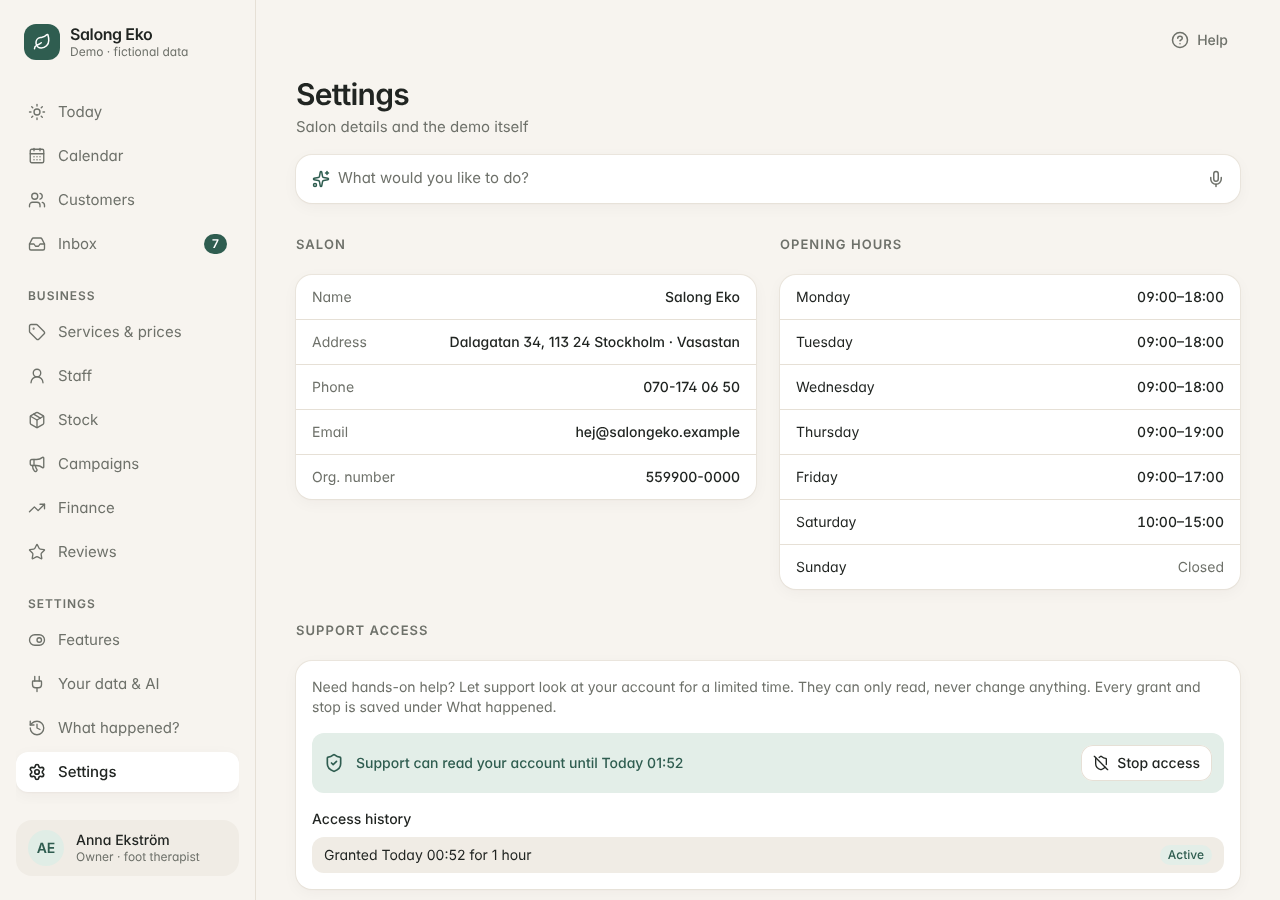 Salong Eko
Demo · fictional data
Today
Calendar
Customers
Inbox
7
BUSINESS
Services & prices
Staff
Stock
Campaigns
Finance
Reviews
SETTINGS
Features
Your data & AI
What happened?
Settings
AE
Anna Ekström
Owner · foot therapist
Help
Settings
Salon details and the demo itself
What would you like to do?
SALON
Name
Salong Eko
Address
Dalagatan 34, 113 24 Stockholm · Vasastan
Phone
070-174 06 50
Email
hej@salongeko.example
Org. number
559900-0000
OPENING HOURS
Monday
09:00–18:00
Tuesday
09:00–18:00
Wednesday
09:00–18:00
Thursday
09:00–19:00
Friday
09:00–17:00
Saturday
10:00–15:00
Sunday
Closed
SUPPORT ACCESS
Need hands-on help? Let support look at your account for a limited time. They can only read, never change anything. Every grant and
stop is saved under What happened.
Support can read your account until Today 01:52
Stop access
Access history
Granted Today 00:52 for 1 hour
Active